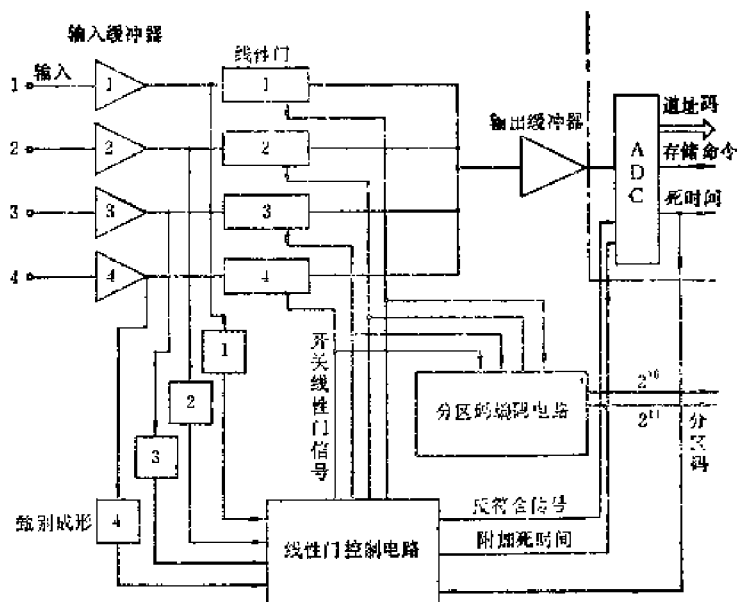 输入缓冲器
线性门
1 输入
1
1
输出缓冲器
道址码
2
2
2
A
D
C
存储命令
3
3
3
死时间
4
4
4
1
开关线性门信号
2
分区码编码电路
2¹⁰
2¹¹
分区码
3
甄别成形
4
线性门控制电路
反符合信号
附加死时间